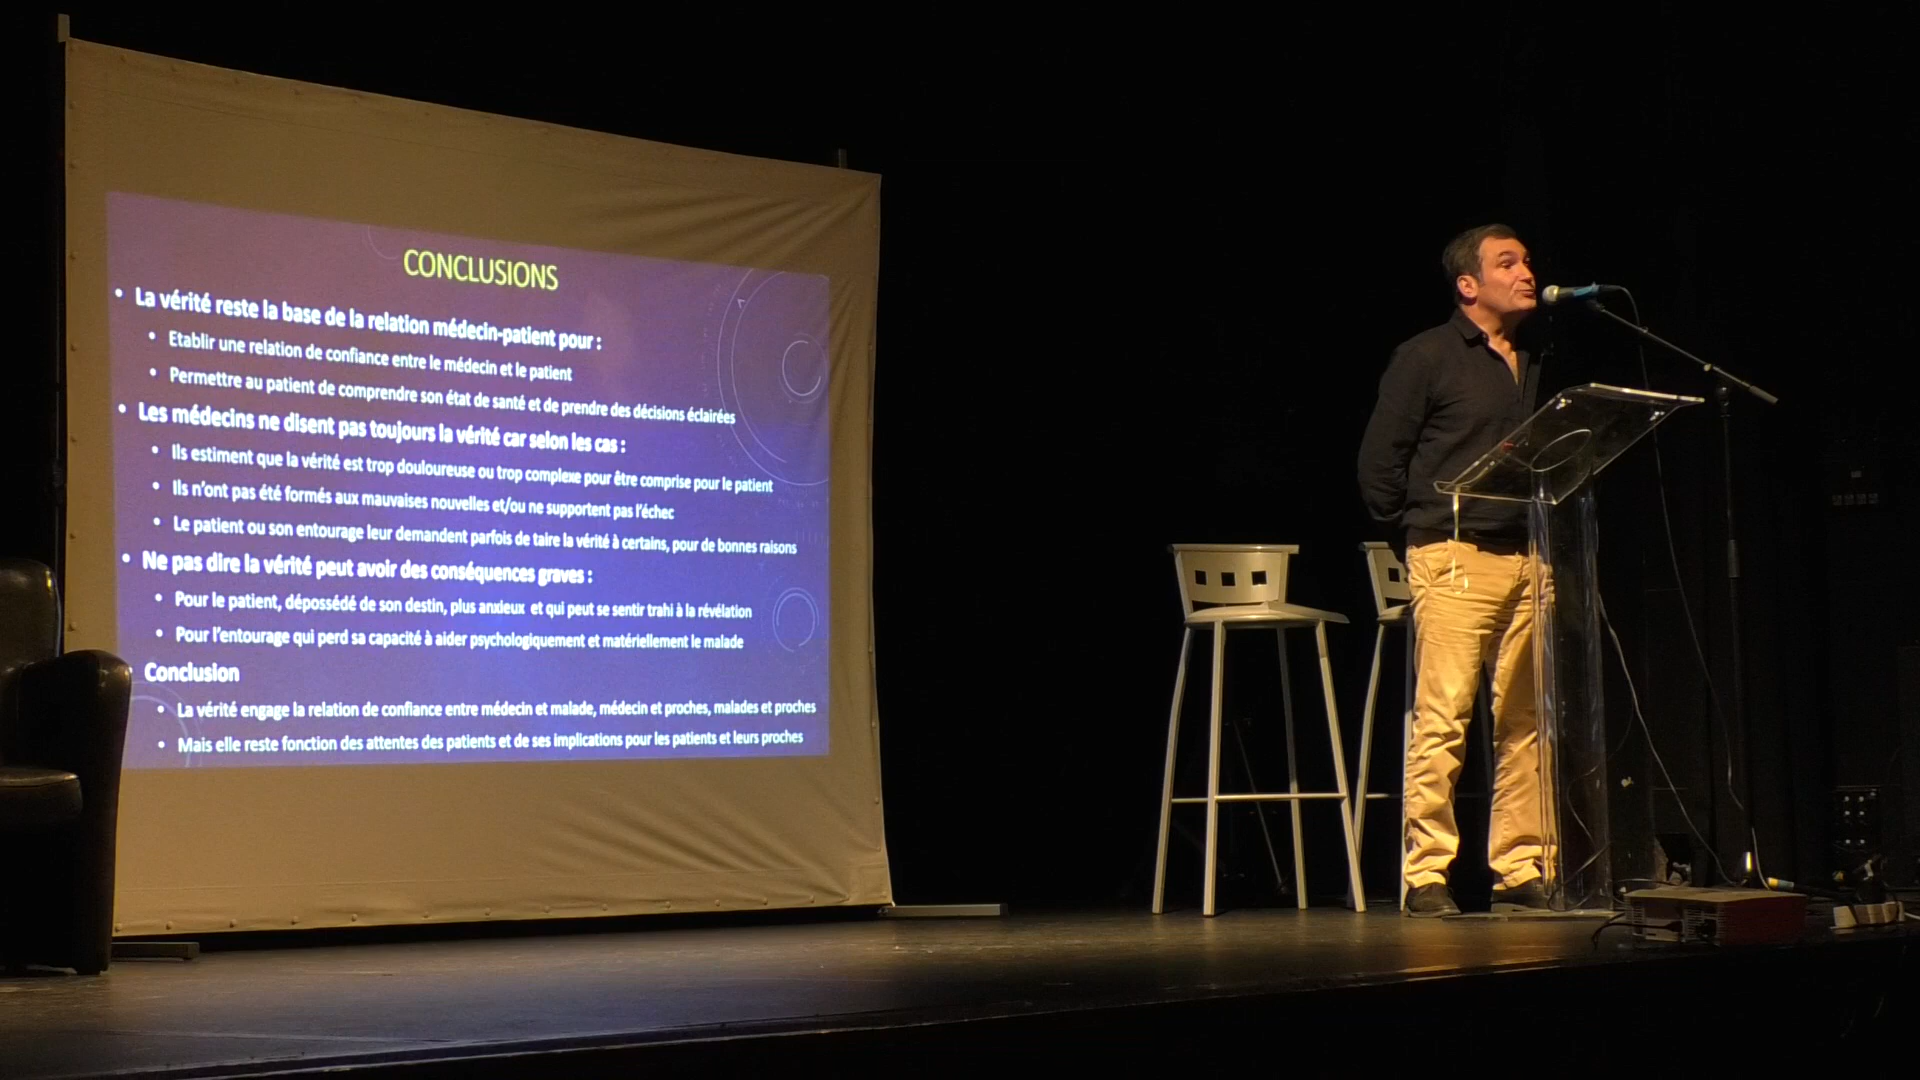 CONCLUSIONS
• La vérité reste la base de la relation médecin-patient pour :
• Etablir une relation de confiance entre le médecin et le patient
• Permettre au patient de comprendre son état de santé et de prendre des décisions éclairées
• Les médecins ne disent pas toujours la vérité car selon les cas :
• Ils estiment que la vérité est trop douloureuse ou trop complexe pour être comprise pour le patient
• Ils n'ont pas été formés aux mauvaises nouvelles et/ou ne supportent pas l'échec
• Le patient ou son entourage leur demandent parfois de taire la vérité à certains, pour de bonnes raisons
• Ne pas dire la vérité peut avoir des conséquences graves :
• Pour le patient, dépossédé de son destin, plus anxieux et qui peut se sentir trahi à la révélation
• Pour l'entourage qui perd sa capacité à aider psychologiquement et matériellement le malade
• Conclusion
• La vérité engage la relation de confiance entre médecin et malade, médecin et proches, malades et proches
• Mais elle reste fonction des attentes des patients et de ses implications pour les patients et leurs proches